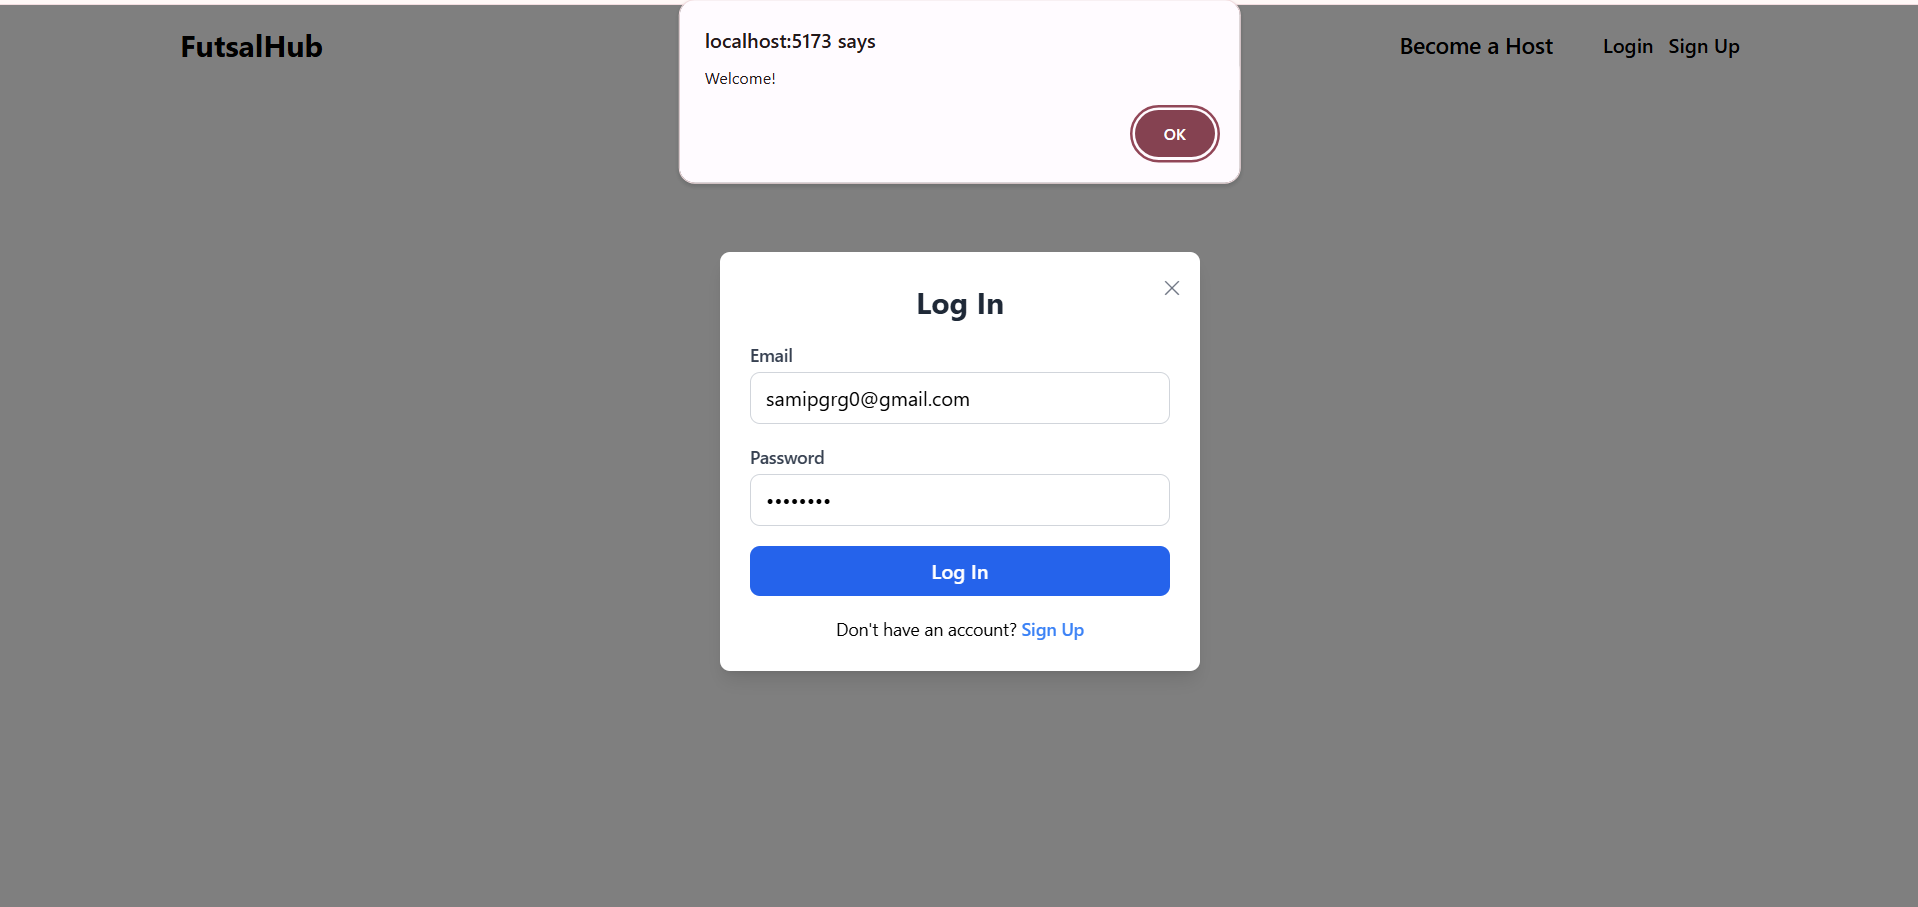 FutsalHub
Become a Host
Login
Sign Up
localhost:5173 says
Welcome!
OK
Log In
Email
samipgrg0@gmail.com
Password
••••••••
Log In
Don't have an account? Sign Up